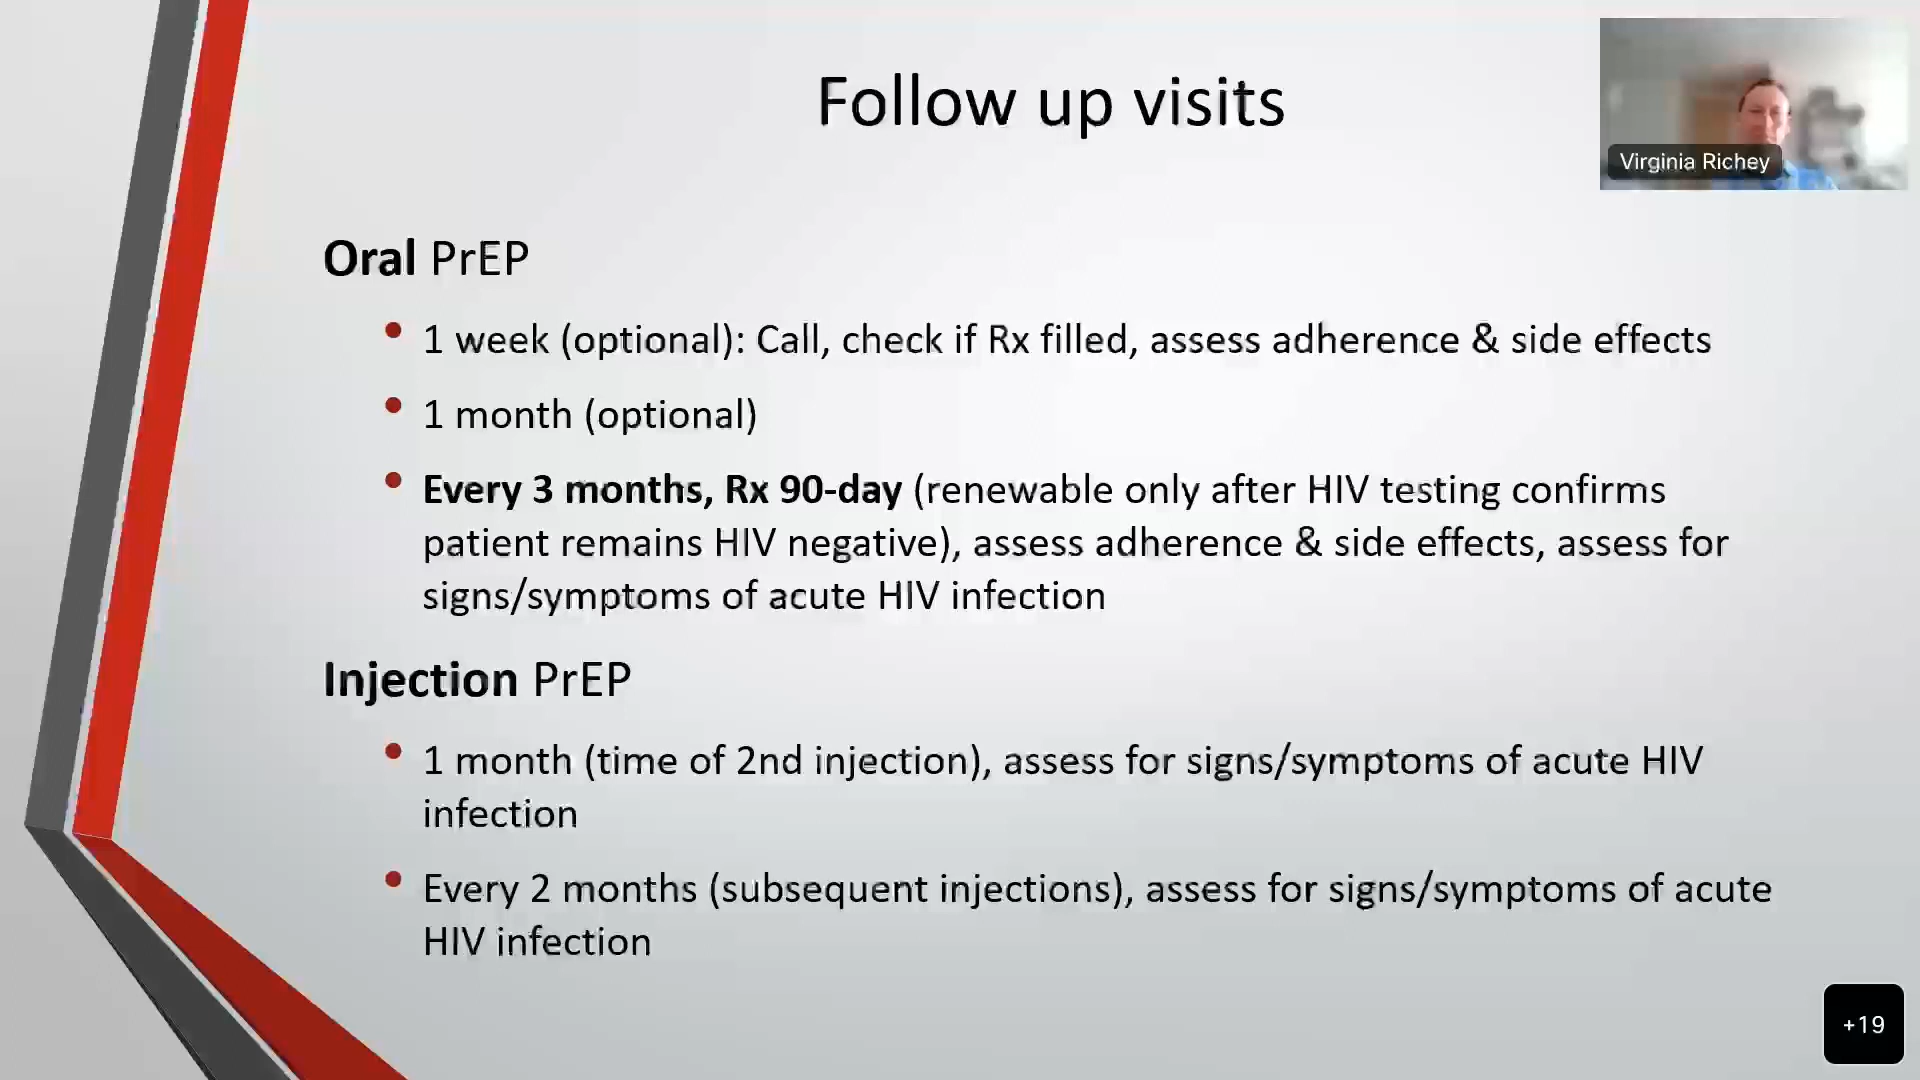 Follow up visits
Virginia Richey
Oral PrEP
• 1 week (optional): Call, check if Rx filled, assess adherence & side effects
• 1 month (optional)
• Every 3 months, Rx 90-day (renewable only after HIV testing confirms
patient remains HIV negative), assess adherence & side effects, assess for
signs/symptoms of acute HIV infection
Injection PrEP
• 1 month (time of 2nd injection), assess for signs/symptoms of acute HIV
infection
• Every 2 months (subsequent injections), assess for signs/symptoms of acute
HIV infection
+19